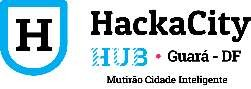 H
HackaCity
HUB • Guará - DF
Mutirão Cidade Inteligente